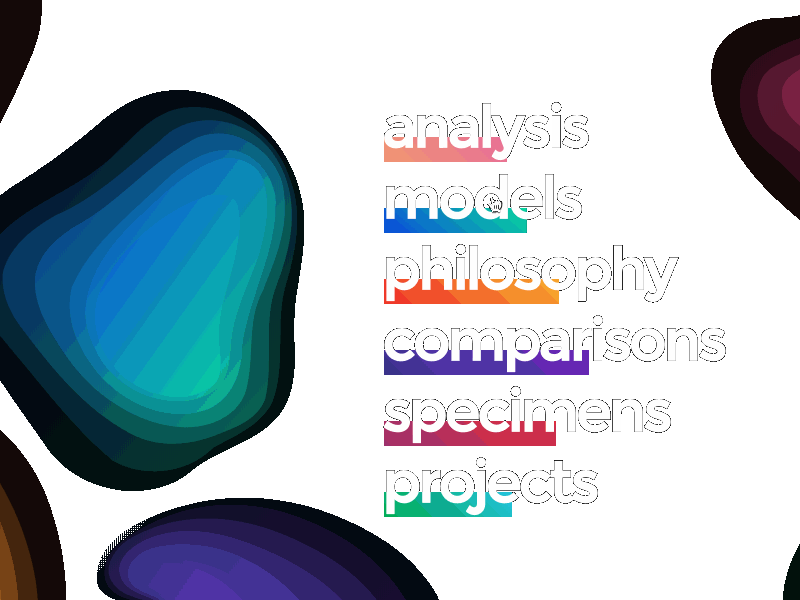 analysis
models
philosophy
comparisons
specimens
projects